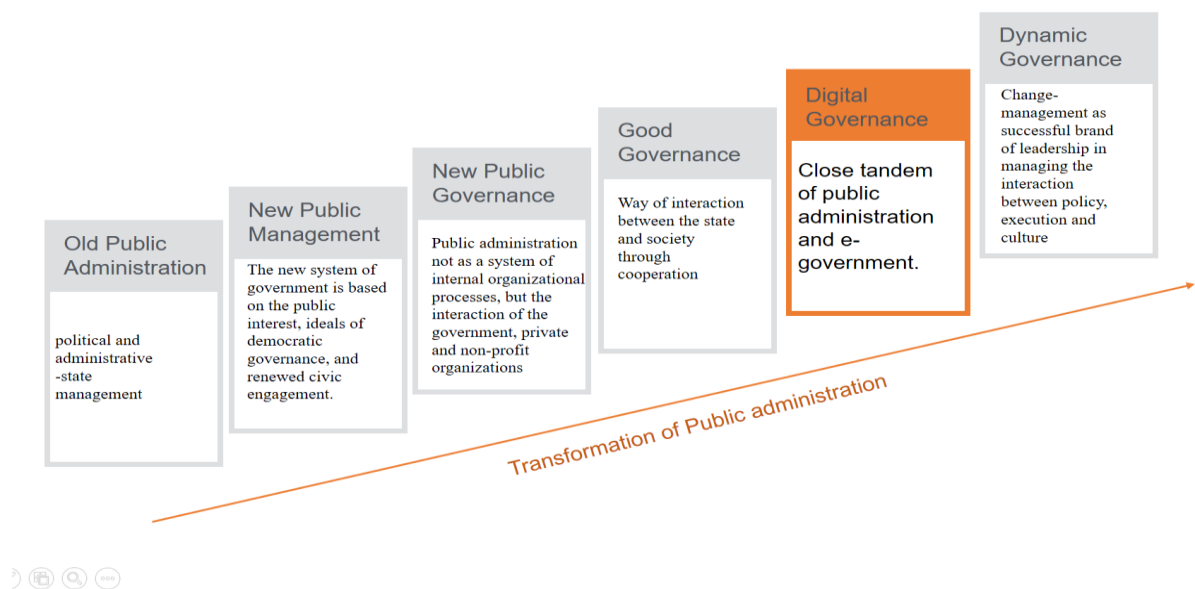 Old Public
Administration
political and
administrative
-state
management
New Public
Management
The new system of
government is based
on the public
interest, ideals of
democratic
governance, and
renewed civic
engagement.
New Public
Governance
Public administration
not as a system of
internal organizational
processes, but the
interaction of the
government, private
and non-profit
organizations
Good
Governance
Way of interaction
between the state
and society
through
cooperation
Digital
Governance
Close tandem
of public
administration
and e-
government.
Dynamic
Governance
Change-
management as
successful brand
of leadership in
managing the
interaction
between policy,
execution and
culture
Transformation of Public administration